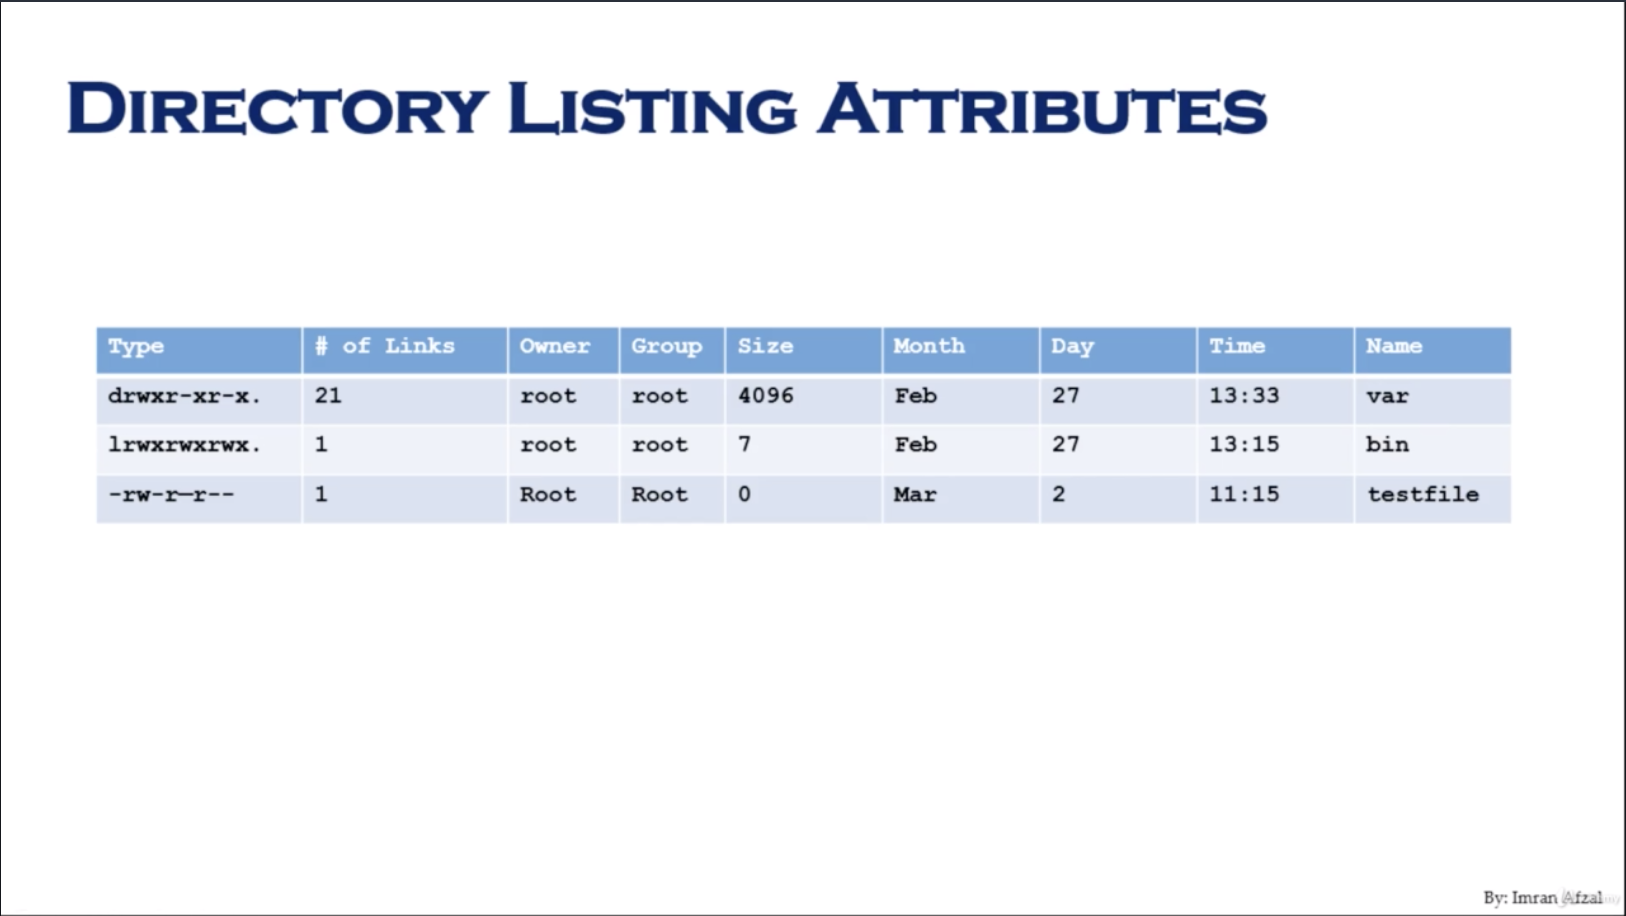 DIRECTORY LISTING ATTRIBUTES
Type # of Links Owner Group Size Month Day Time Name
drwxr-xr-x. 21 root root 4096 Feb 27 13:33 var
lrwxrwxrwx. 1 root root 7 Feb 27 13:15 bin
-rw-r—r-- 1 Root Root 0 Mar 2 11:15 testfile
By: Imran Afzal